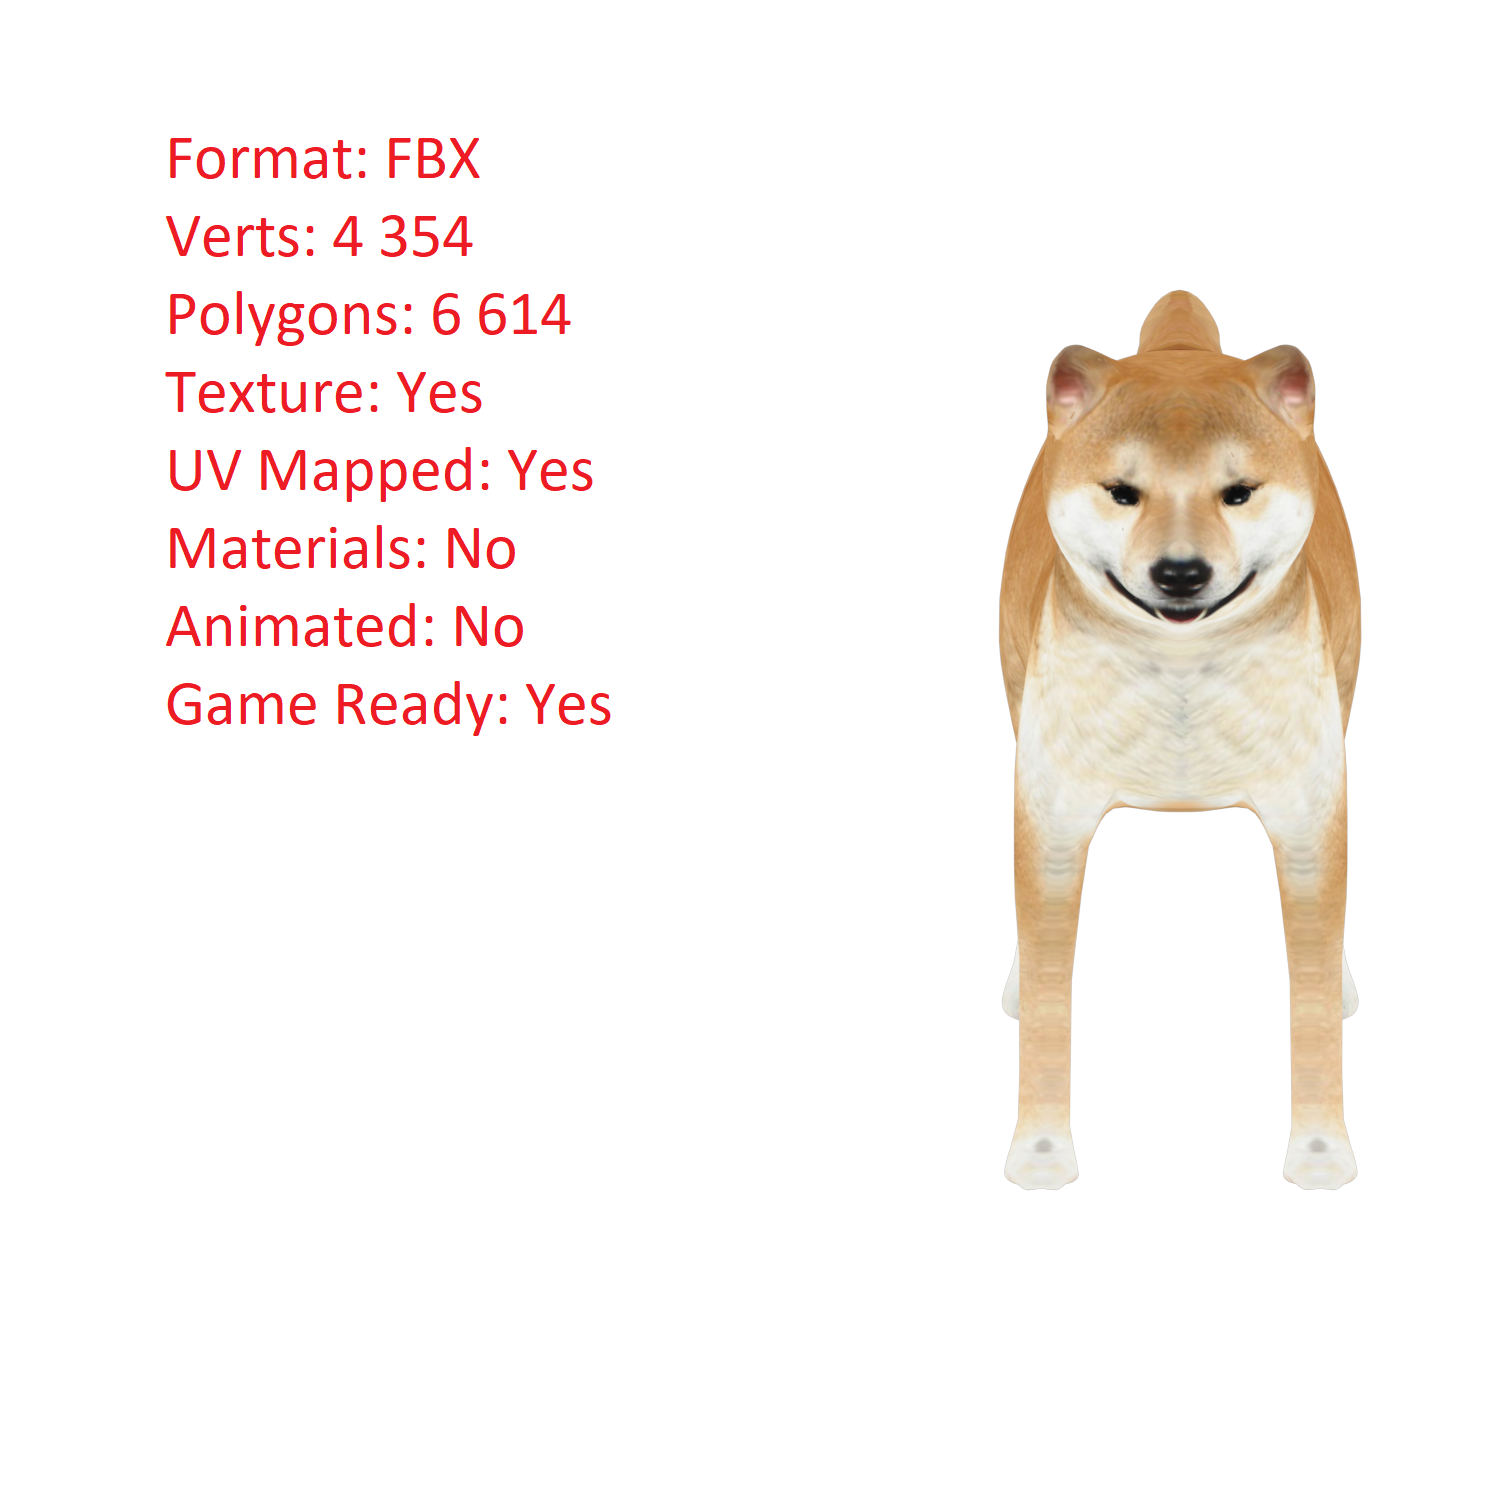 Format: FBX
Verts: 4 354
Polygons: 6 614
Texture: Yes
UV Mapped: Yes
Materials: No
Animated: No
Game Ready: Yes